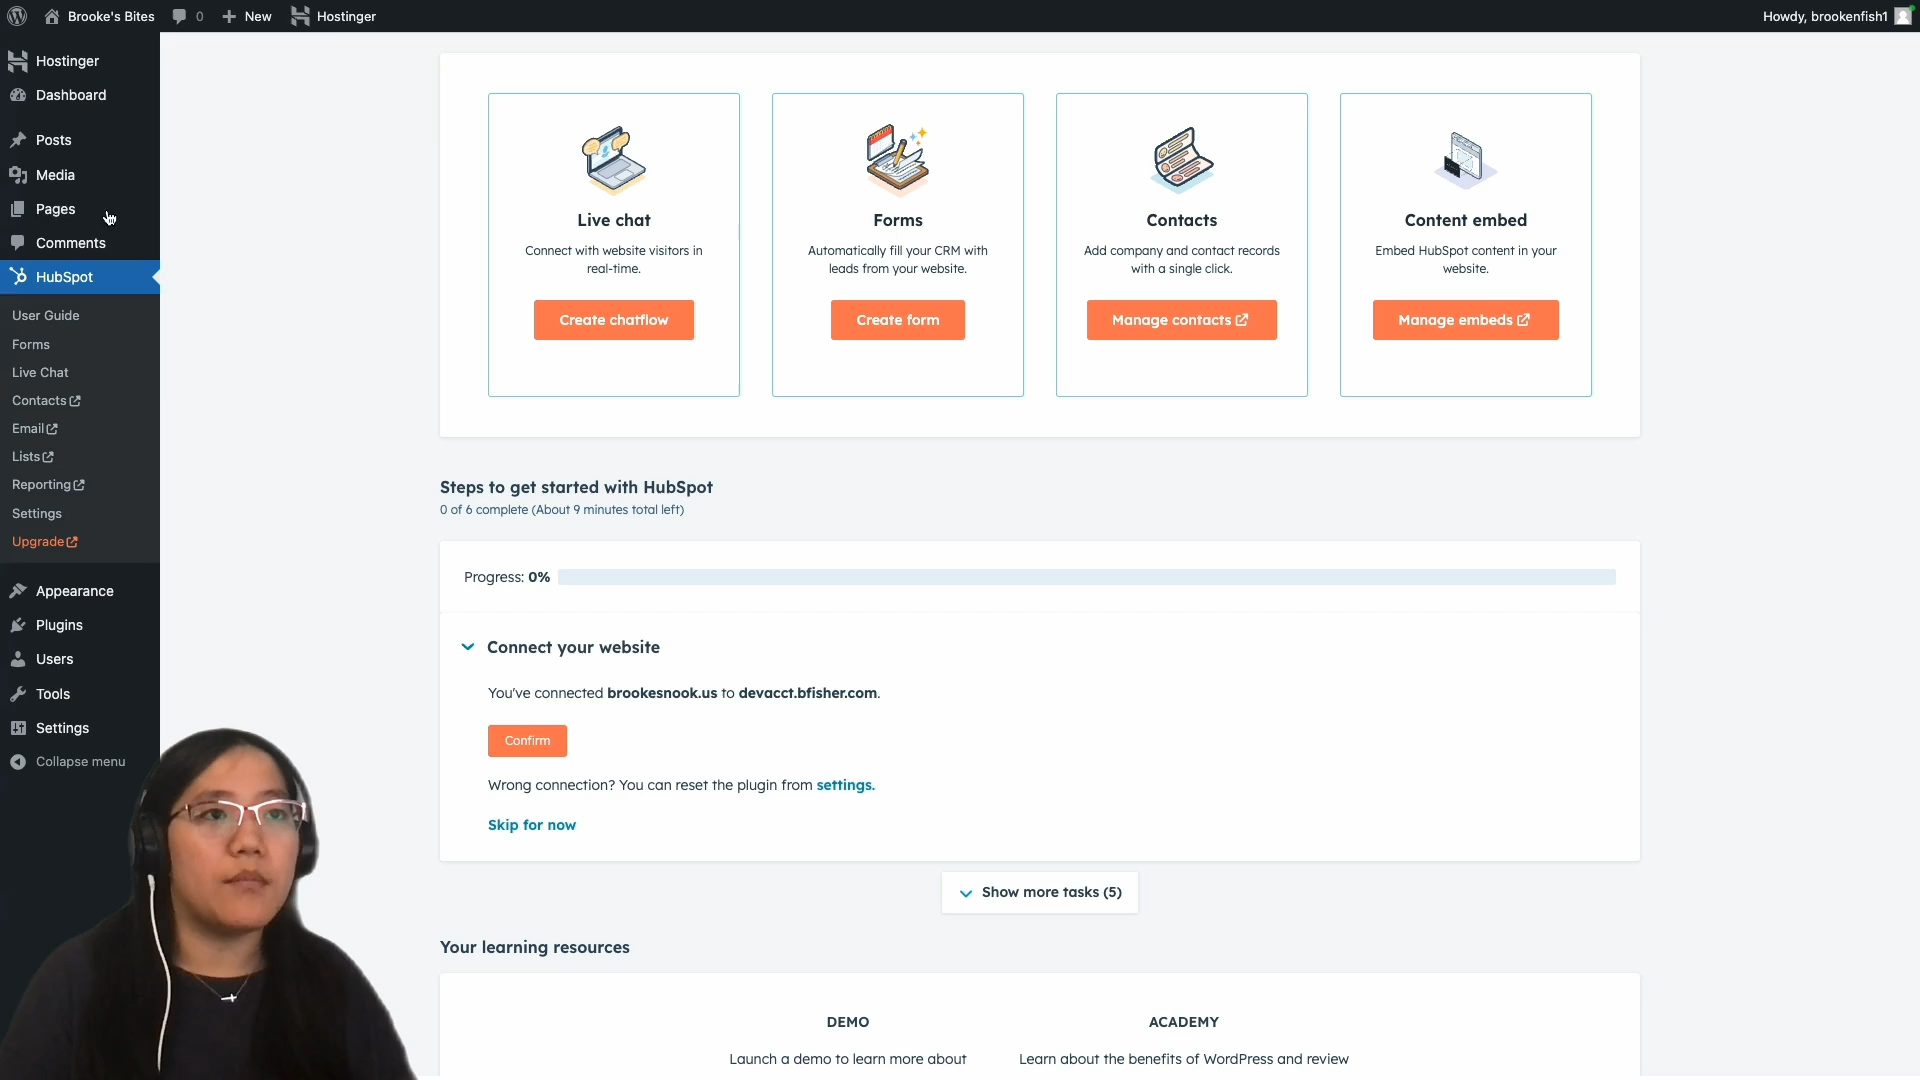 Brooke's Bites
0
New
Hostinger
Howdy, brookenfish1
Hostinger
Dashboard
Posts
Media
Pages
Comments
HubSpot
User Guide
Forms
Live Chat
Contacts
Email
Lists
Reporting
Settings
Upgrade
Appearance
Plugins
Users
Tools
Settings
Collapse menu
Live chat
Connect with website visitors in
real-time.
Create chatflow
Forms
Automatically fill your CRM with
leads from your website.
Create form
Contacts
Add company and contact records
with a single click.
Manage contacts
Content embed
Embed HubSpot content in your
website.
Manage embeds
Steps to get started with HubSpot
0 of 6 complete (About 9 minutes total left)
Progress: 0%
Connect your website
You've connected brookesnook.us to devacct.bfisher.com.
Confirm
Wrong connection? You can reset the plugin from settings.
Skip for now
Show more tasks (5)
Your learning resources
DEMO
Launch a demo to learn more about
ACADEMY
Learn about the benefits of WordPress and review